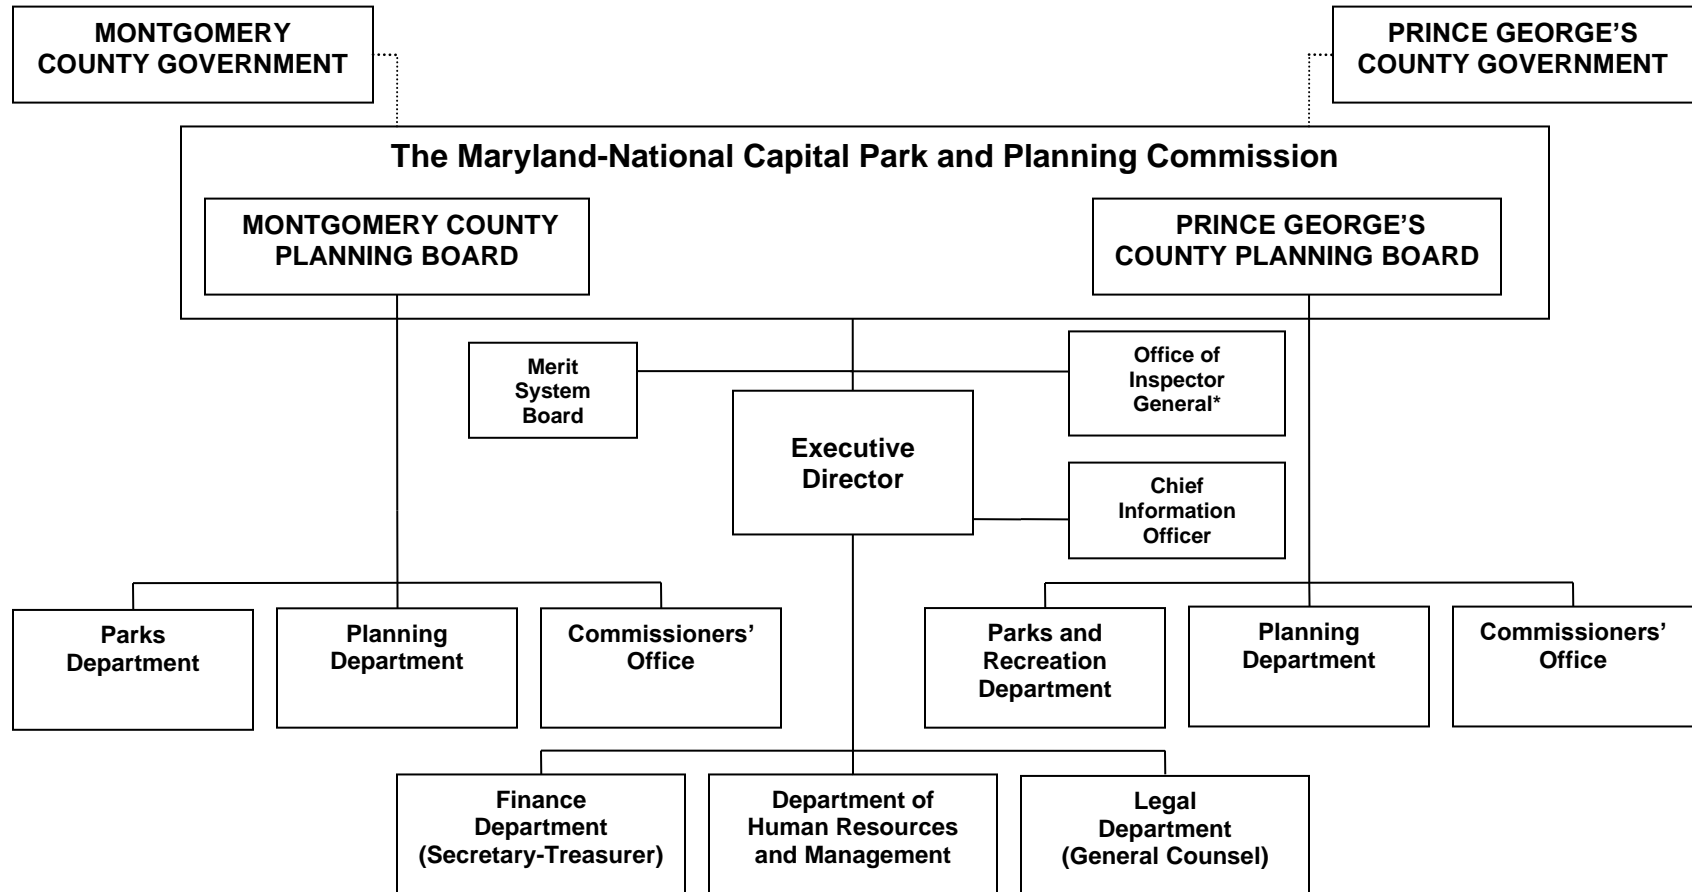 MONTGOMERY
COUNTY GOVERNMENT
PRINCE GEORGE’S
COUNTY GOVERNMENT
The Maryland-National Capital Park and Planning Commission
MONTGOMERY COUNTY
PLANNING BOARD
PRINCE GEORGE’S
COUNTY PLANNING BOARD
Merit
System
Board
Office of
Inspector
General*
Executive
Director
Chief
Information
Officer
Parks
Department
Planning
Department
Commissioners’
Office
Parks and
Recreation
Department
Planning
Department
Commissioners’
Office
Finance
Department
(Secretary-Treasurer)
Department of
Human Resources
and Management
Legal
Department
(General Counsel)